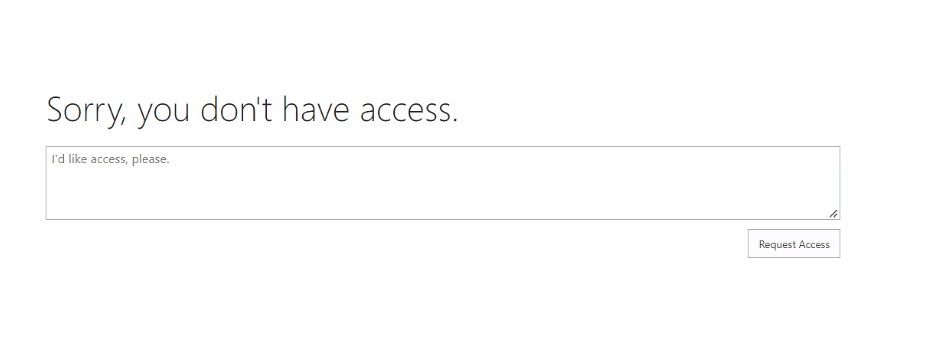 Sorry, you don't have access.
I'd like access, please.
Request Access